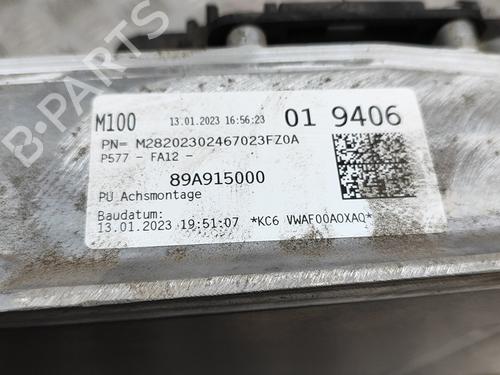 M100 13.01.2023 16:56:23 01 9406
PN= M28202302467023FZ0A
P577 - FA12 -
89A915000
PU Achsmontage
Baudatum:
13.01.2023 19:51:07 *KC6 VWAF00AOXAQ*
B-PARTS